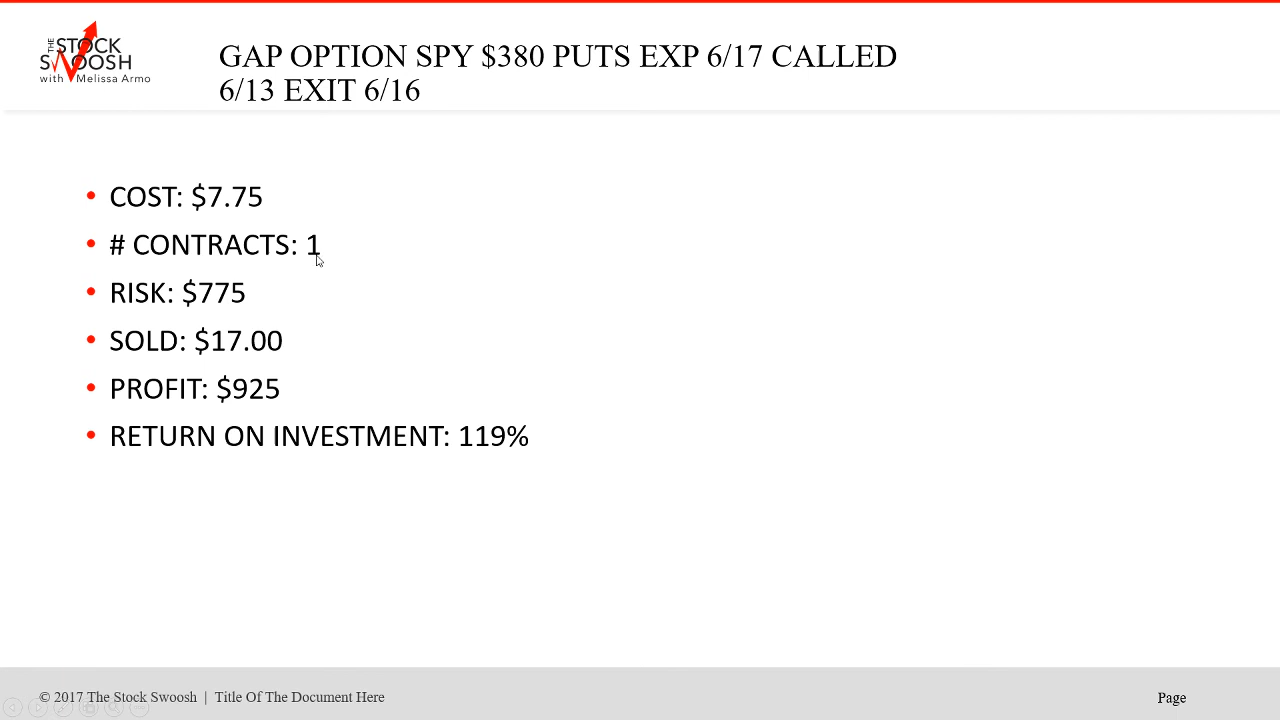 THE STOCK
SWOOSH
with Melissa Armo
GAP OPTION SPY $380 PUTS EXP 6/17 CALLED
6/13 EXIT 6/16
• COST: $7.75
• # CONTRACTS: 1
• RISK: $775
• SOLD: $17.00
• PROFIT: $925
• RETURN ON INVESTMENT: 119%
© 2017 The Stock Swoosh | Title Of The Document Here
Page